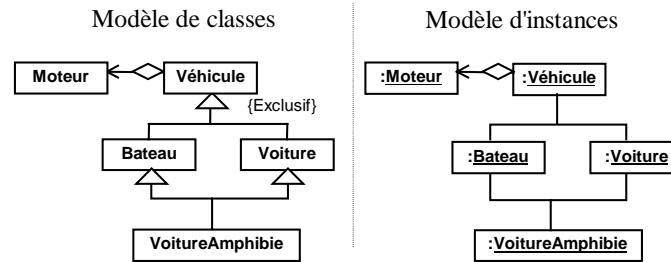 Modèle de classes
Moteur
Véhicule
{Exclusif}
Bateau
Voiture
VoitureAmphibie
Modèle d'instances
:Moteur
:Véhicule
:Bateau
:Voiture
:VoitureAmphibie